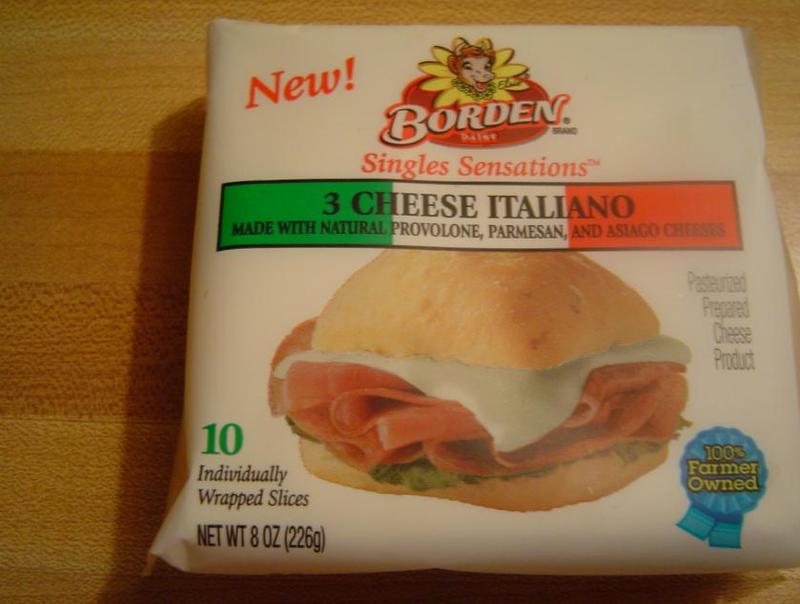 New!
Elsie
BORDEN®
DAIRY
BRAND
Singles Sensations™
3 CHEESE ITALIANO
MADE WITH NATURAL PROVOLONE, PARMESAN, AND ASIAGO CHEESES
Pasteurized
Prepared
Cheese
Product
10
Individually
Wrapped Slices
NET WT 8 OZ (226g)
100%
Farmer
Owned